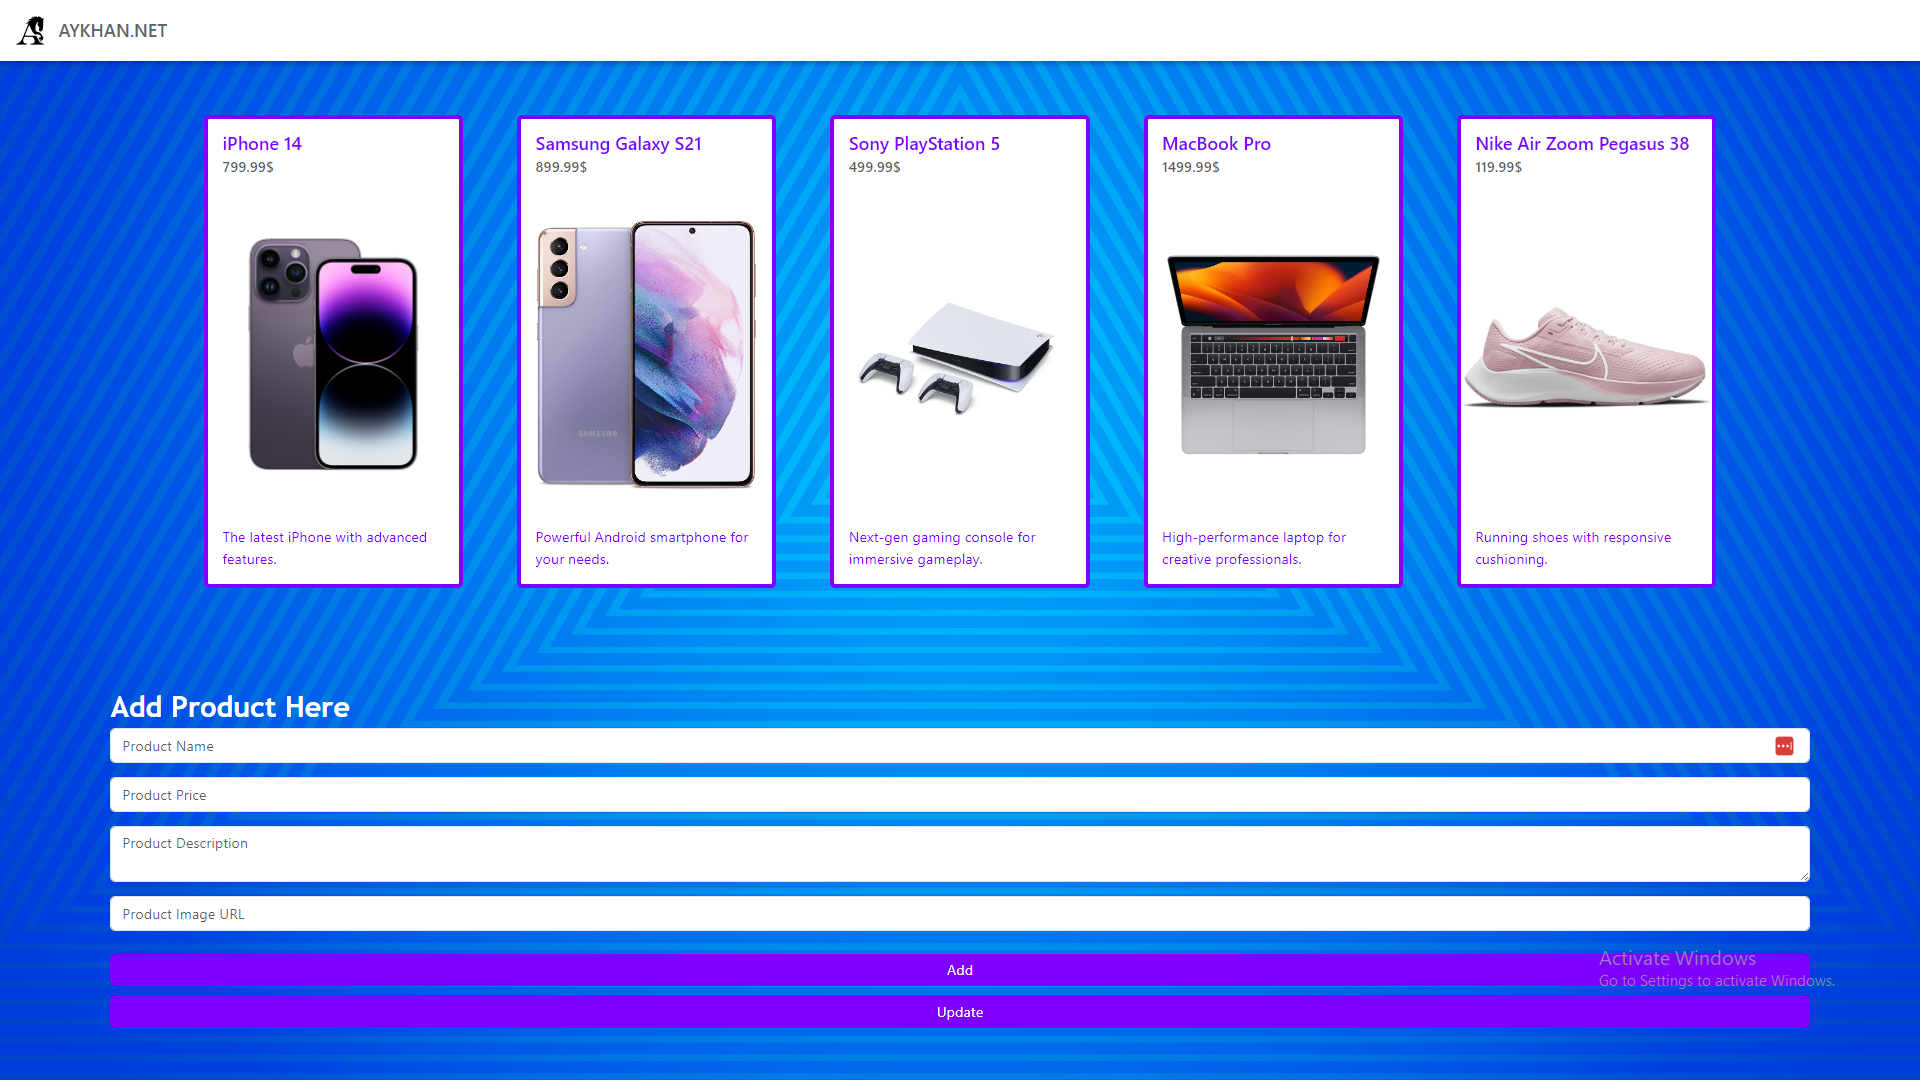 AYKHAN.NET
iPhone 14
799.99$
The latest iPhone with advanced
features.
Samsung Galaxy S21
899.99$
SAMSUNG
Powerful Android smartphone for
your needs.
Sony PlayStation 5
499.99$
Next-gen gaming console for
immersive gameplay.
MacBook Pro
1499.99$
High-performance laptop for
creative professionals.
Nike Air Zoom Pegasus 38
119.99$
Running shoes with responsive
cushioning.
Add Product Here
Product Name
Product Price
Product Description
Product Image URL
Add
Update
Activate Windows
Go to Settings to activate Windows.